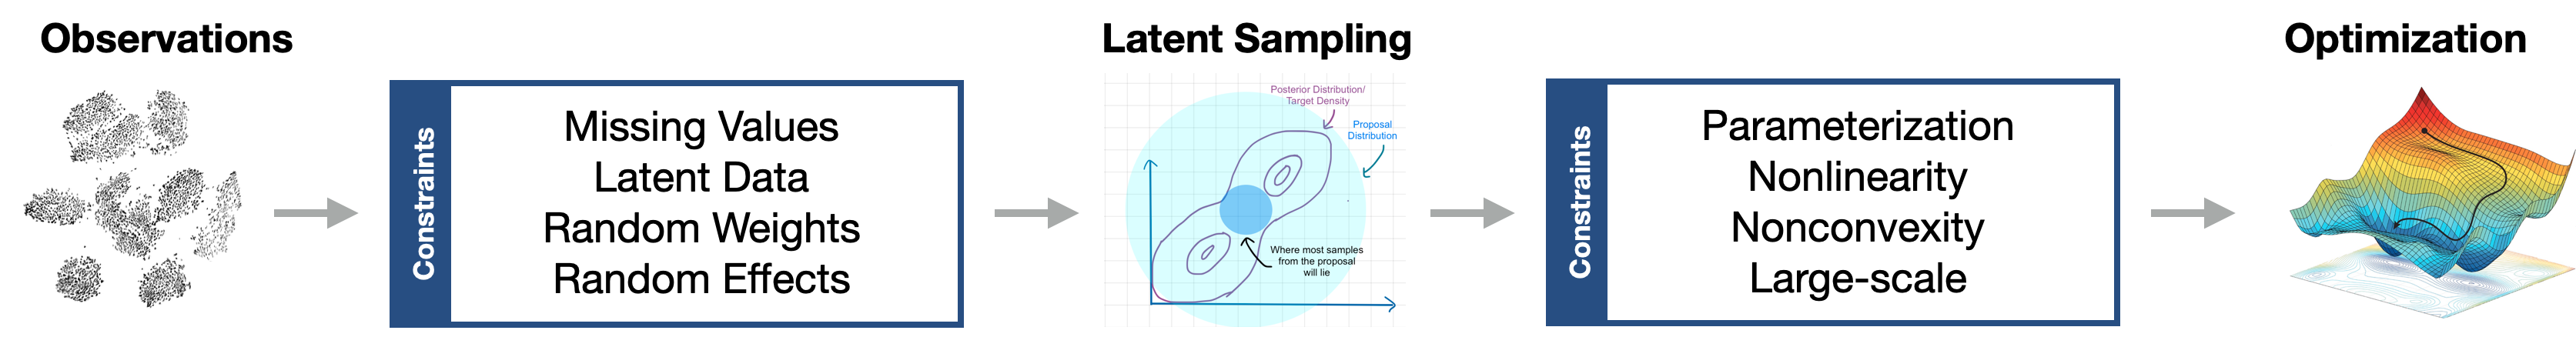 Observations
Constraints
Missing Values
Latent Data
Random Weights
Random Effects
Latent Sampling
Posterior Distribution/
Target Density
Proposal
Distribution
Where most samples
from the proposal
will lie
Constraints
Parameterization
Nonlinearity
Nonconvexity
Large-scale
Optimization